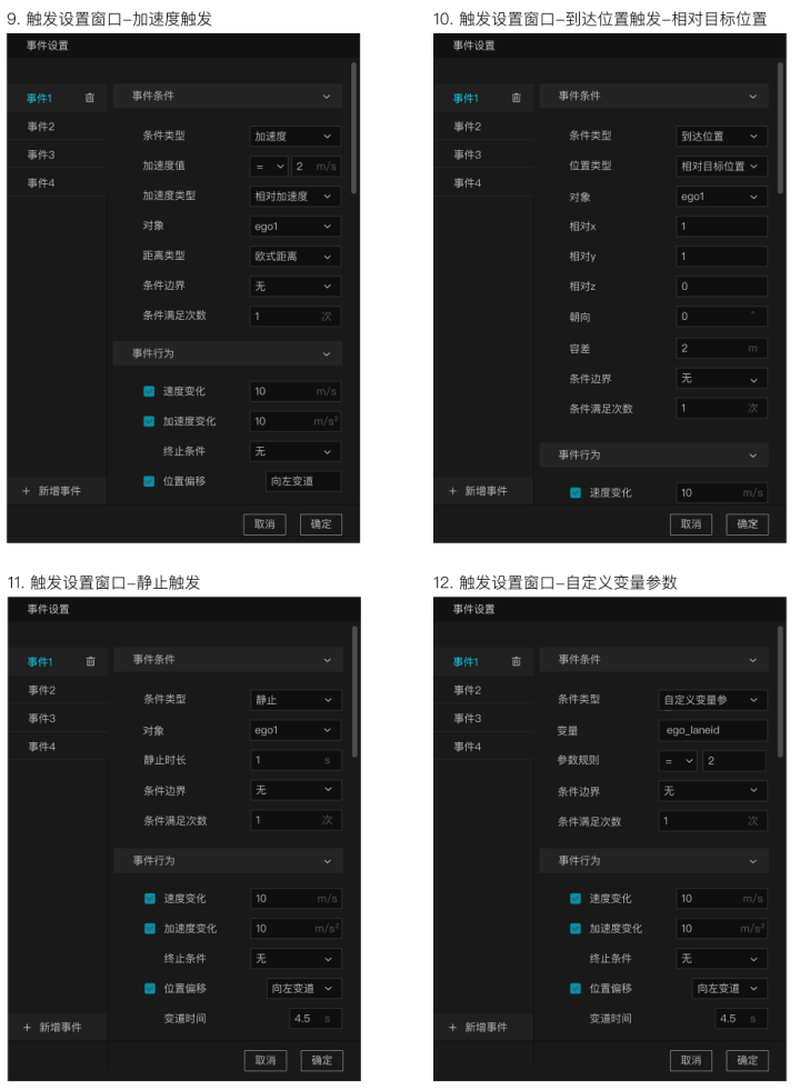 9. 触发设置窗口-加速度触发
事件设置
事件1
事件2
事件3
事件4
+ 新增事件
事件条件
条件类型 加速度
加速度值 = 2 m/s
加速度类型 相对加速度
对象 ego1
距离类型 欧式距离
条件边界 无
条件满足次数 1 次
事件行为
速度变化 10 m/s
加速度变化 10 m/s²
终止条件 无
位置偏移 向左变道
取消 确定
10. 触发设置窗口-到达位置触发-相对目标位置
事件设置
事件1
事件2
事件3
事件4
+ 新增事件
事件条件
条件类型 到达位置
位置类型 相对目标位置
对象 ego1
相对x 1
相对y 1
相对z 0
朝向 0 °
容差 2 m
条件边界 无
条件满足次数 1 次
事件行为
速度变化 10 m/s
取消 确定
11. 触发设置窗口-静止触发
事件设置
事件1
事件2
事件3
事件4
+ 新增事件
事件条件
条件类型 静止
对象 ego1
静止时长 1 s
条件边界 无
条件满足次数 1 次
事件行为
速度变化 10 m/s
加速度变化 10 m/s²
终止条件 无
位置偏移 向左变道
变道时间 4.5 s
取消 确定
12. 触发设置窗口-自定义变量参数
事件设置
事件1
事件2
事件3
事件4
+ 新增事件
事件条件
条件类型 自定义变量参
变量 ego_laneid
参数规则 = 2
条件边界 无
条件满足次数 1 次
事件行为
速度变化 10 m/s
加速度变化 10 m/s²
终止条件 无
位置偏移 向左变道
变道时间 4.5 s
取消 确定